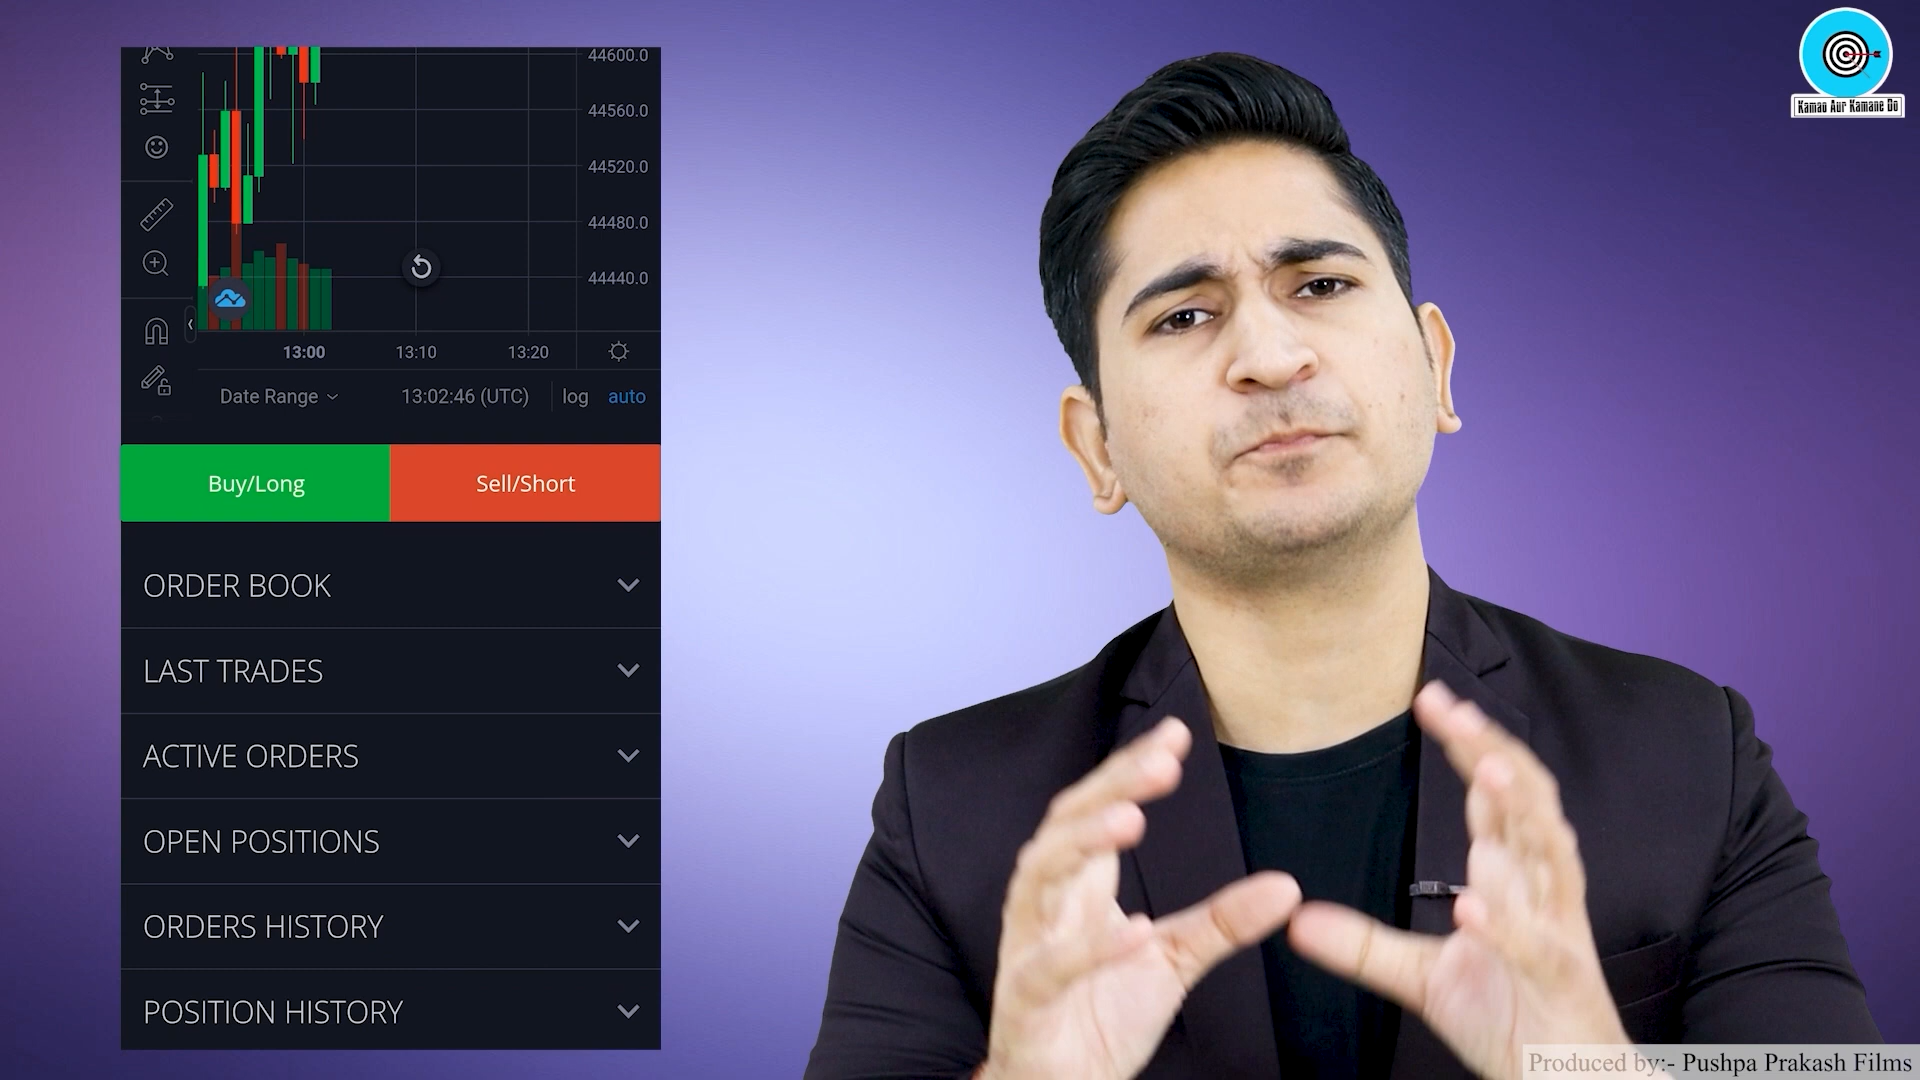 44600.0
44560.0
44520.0
44480.0
44440.0
13:00 13:10 13:20
Date Range 13:02:46 (UTC) log auto
Buy/Long Sell/Short
ORDER BOOK
LAST TRADES
ACTIVE ORDERS
OPEN POSITIONS
ORDERS HISTORY
POSITION HISTORY
Kamao Aur Kamane Do
Produced by:- Pushpa Prakash Films